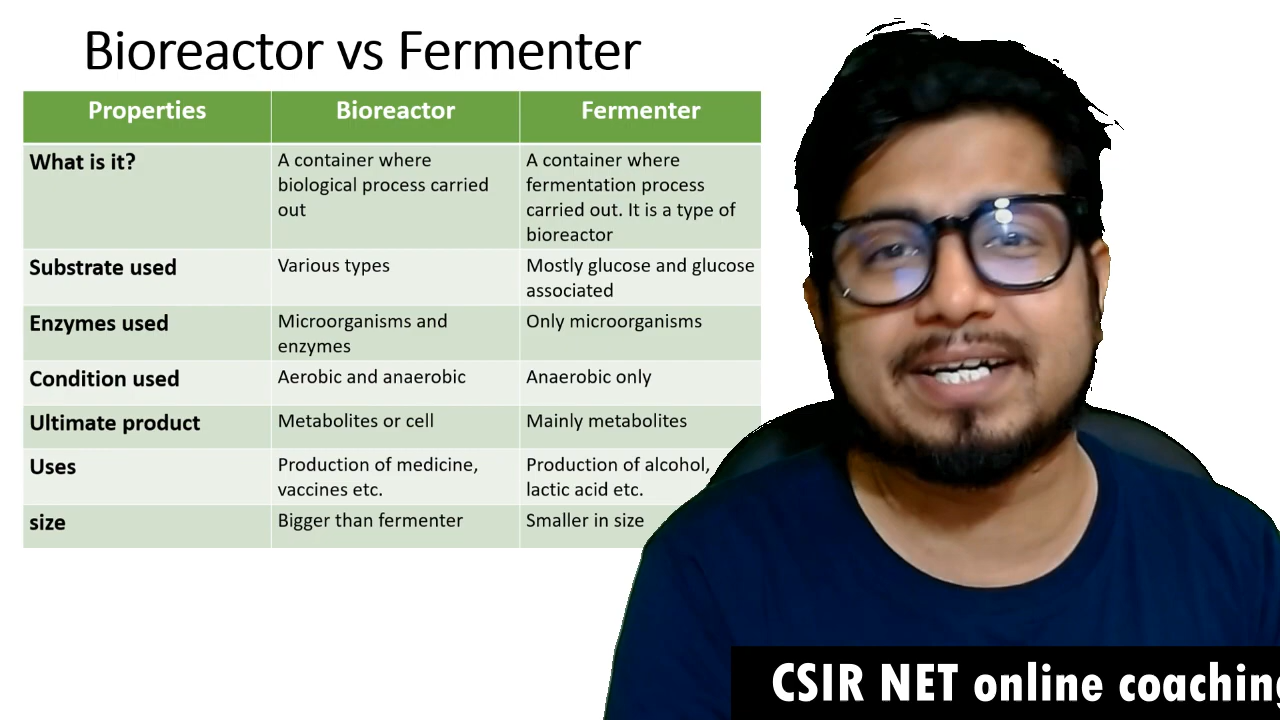 Bioreactor vs Fermenter
Properties
Bioreactor
Fermenter
What is it?
A container where
biological process carried
out
A container where
fermentation process
carried out. It is a type of
bioreactor
Substrate used
Various types
Mostly glucose and glucose
associated
Enzymes used
Microorganisms and
enzymes
Only microorganisms
Condition used
Aerobic and anaerobic
Anaerobic only
Ultimate product
Metabolites or cell
Mainly metabolites
Uses
Production of medicine,
vaccines etc.
Production of alcohol,
lactic acid etc.
size
Bigger than fermenter
Smaller in size
CSIR NET online coaching